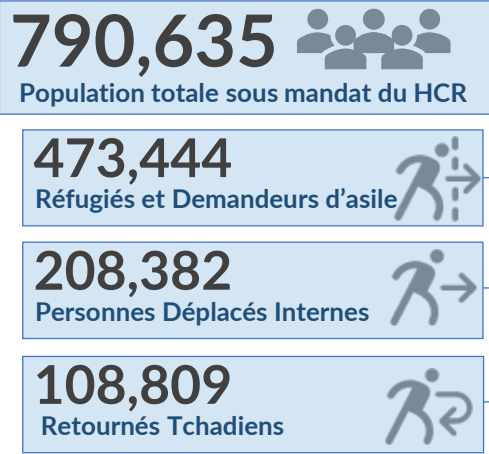 790,635
Population totale sous mandat du HCR
473,444
Réfugiés et Demandeurs d’asile
208,382
Personnes Déplacés Internes
108,809
Retournés Tchadiens